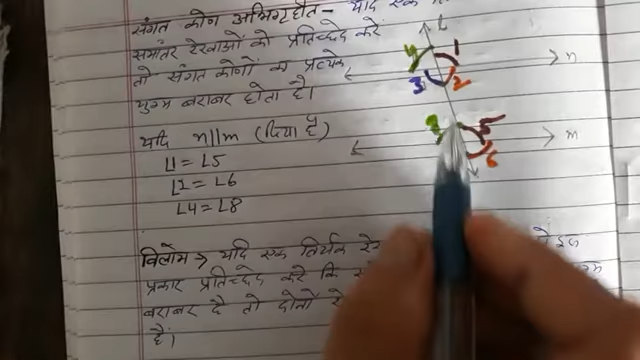 संगत कोण अभिगृहीत - यदि एक
समांतर रेखाओं को प्रतिच्छेद करे
तो संगत कोणों का प्रत्येक
युग्म बराबर होता है।
यदि n||m (दिया है)
∠1 = ∠5
∠2 = ∠6
∠4 = ∠8
विलोम → यदि एक तिर्यक
प्रकार प्रतिच्छेद करे कि
बराबर है तो दोनों
है।
L
4 1
n
3 2
8 5
m
6